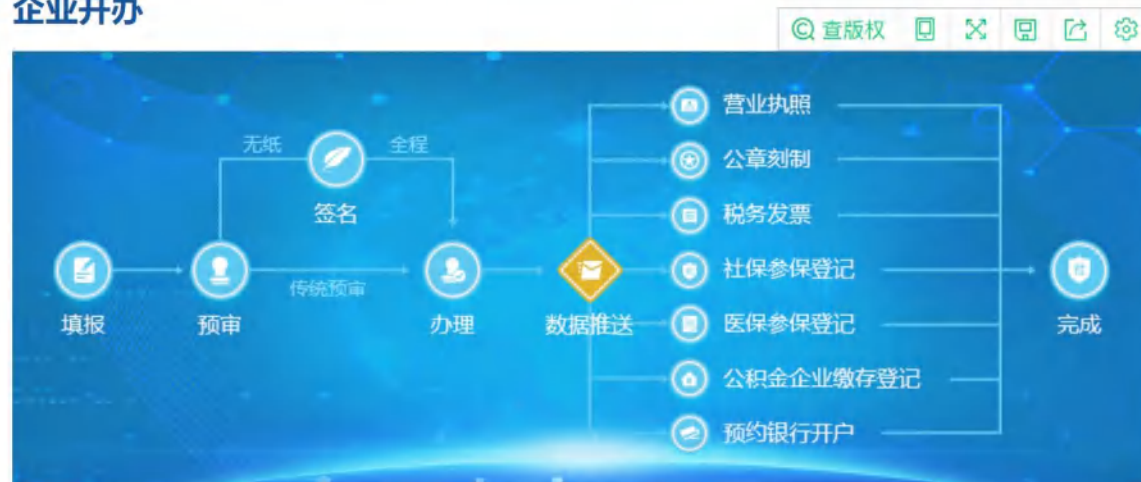 企业开办
查版权
营业执照
无纸
全程
公章刻制
签名
税务发票
社保参保登记
传统预审
填报
预审
办理
数据推送
医保参保登记
完成
公积金企业缴存登记
预约银行开户